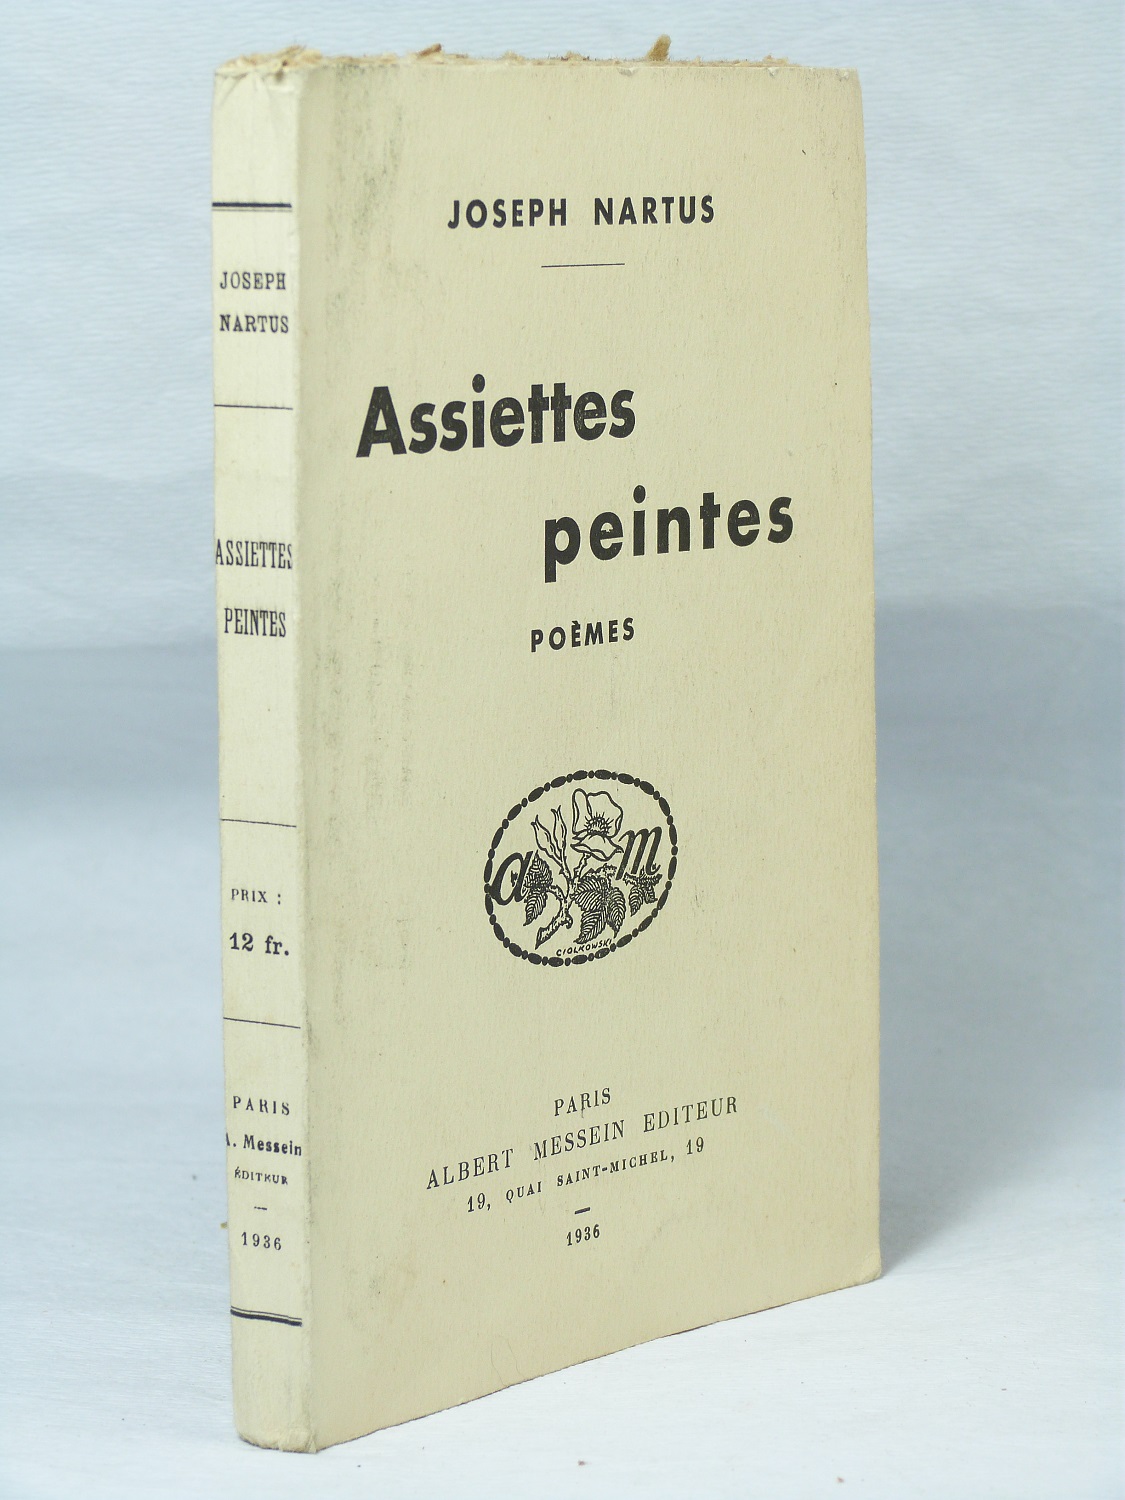 JOSEPH
NARTUS
ASSIETTES
PEINTES
PRIX :
12 fr.
PARIS
A. Messein
ÉDITEUR
1936
JOSEPH NARTUS
Assiettes
peintes
POÈMES
a m
CIOLKOWSKI
PARIS
ALBERT MESSEIN EDITEUR
19, QUAI SAINT-MICHEL, 19
1936